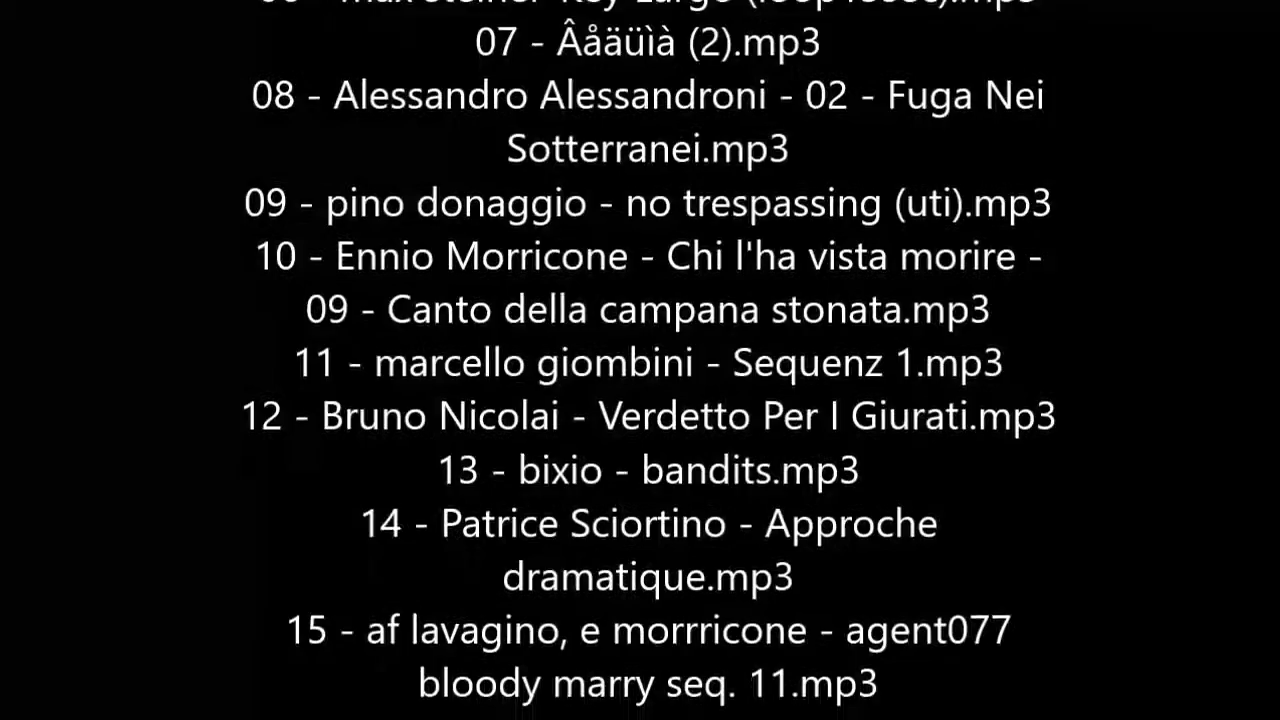 07 - Âåäüìà (2).mp3
08 - Alessandro Alessandroni - 02 - Fuga Nei
Sotterranei.mp3
09 - pino donaggio - no trespassing (uti).mp3
10 - Ennio Morricone - Chi l'ha vista morire -
09 - Canto della campana stonata.mp3
11 - marcello giombini - Sequenz 1.mp3
12 - Bruno Nicolai - Verdetto Per I Giurati.mp3
13 - bixio - bandits.mp3
14 - Patrice Sciortino - Approche
dramatique.mp3
15 - af lavagino, e morrricone - agent077
bloody marry seq. 11.mp3